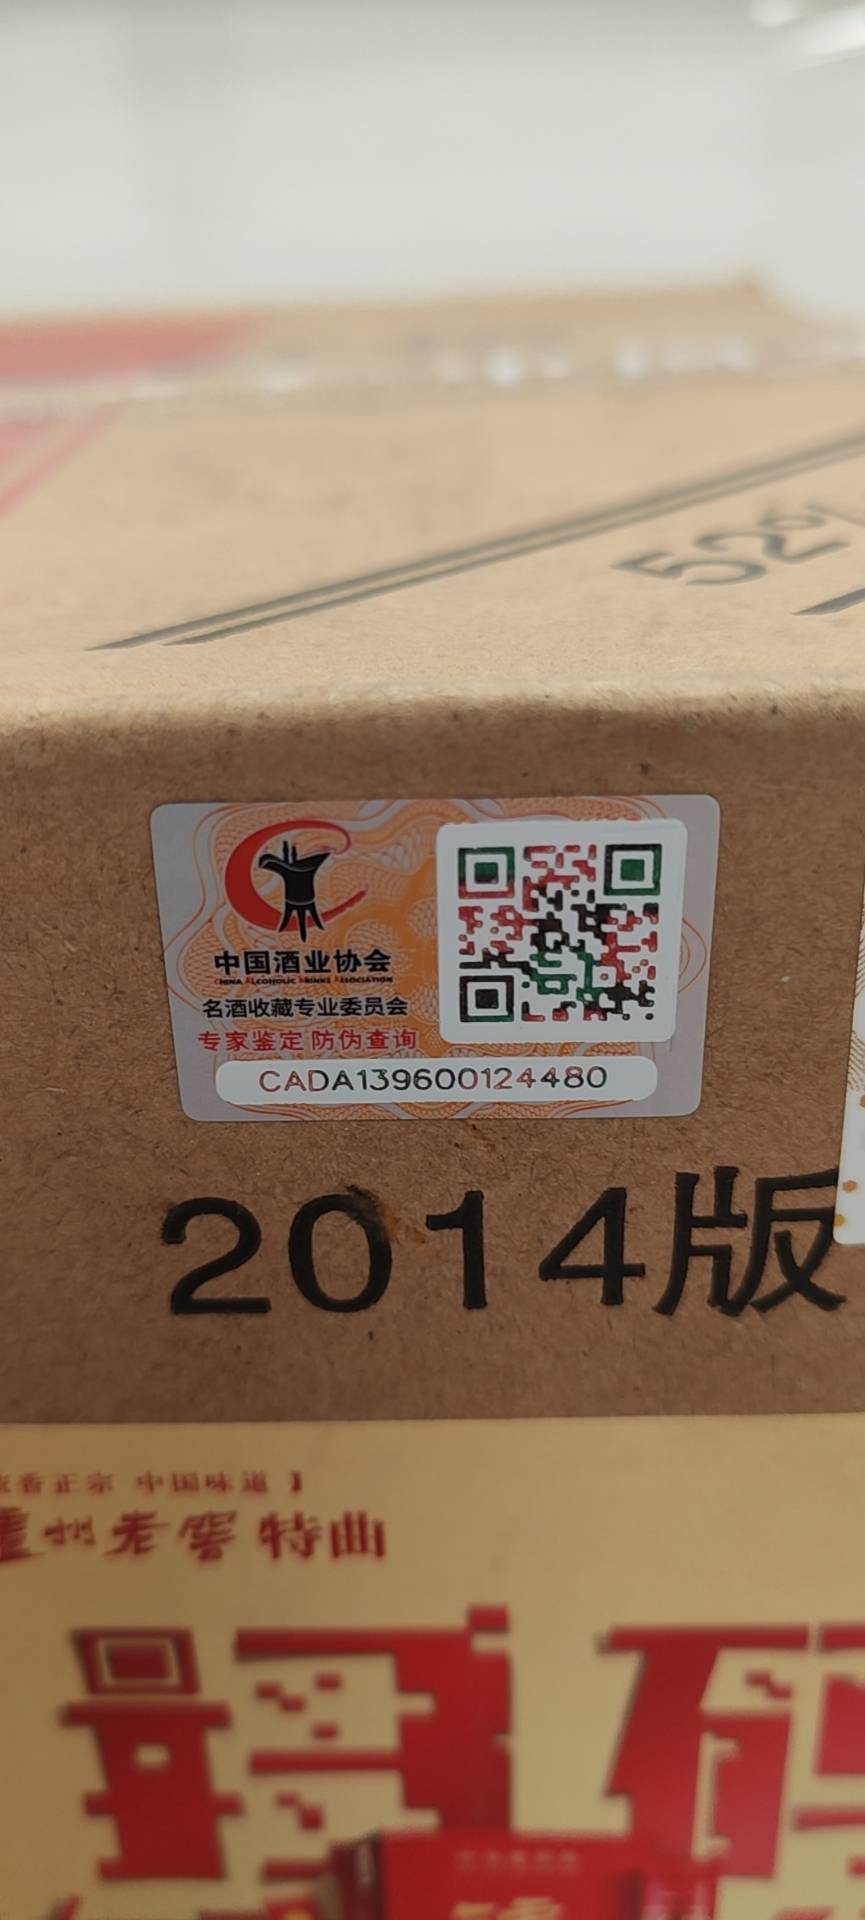 52%
中国酒业协会
CHINA ALCOHOLIC DRINKS ASSOCIATION
名酒收藏专业委员会
专家鉴定 防伪查询
CADA139600124480
2014版
香正宗 中国味道】
泸州老窖 特曲